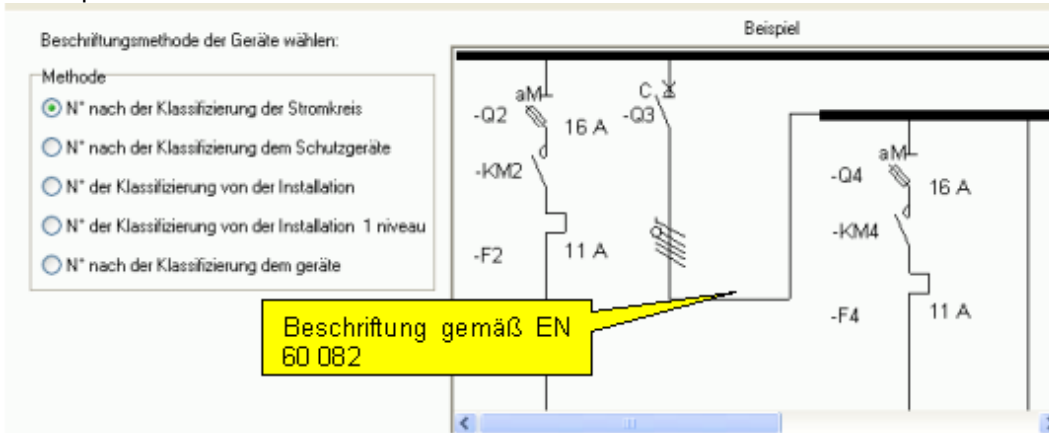 Beschriftungsmethode der Geräte wählen:
Methode
N° nach der Klassifizierung der Stromkreis
N° nach der Klassifizierung dem Schutzgeräte
N° der Klassifizierung von der Installation
N° der Klassifizierung von der Installation 1 niveau
N° nach der Klassifizierung dem geräte
Beispiel
aM
-Q2
16 A
C
-Q3
-KM2
-F2
11 A
aM
-Q4
16 A
-KM4
-F4
11 A
Beschriftung gemäß EN
60 082